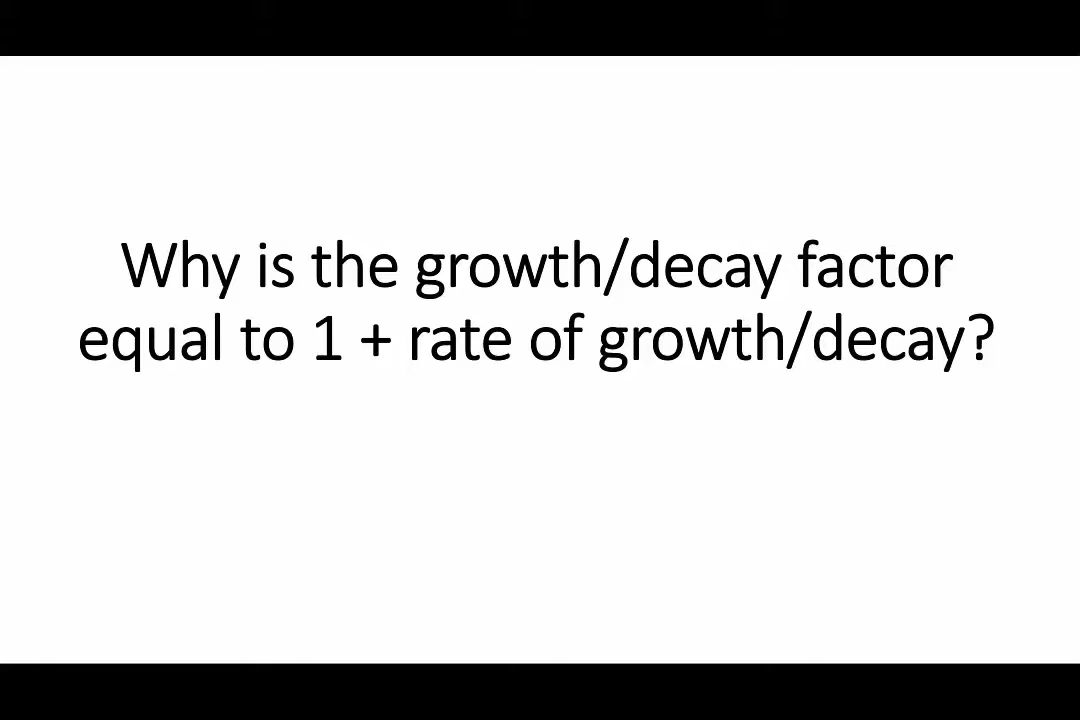 Why is the growth/decay factor
equal to 1 + rate of growth/decay?